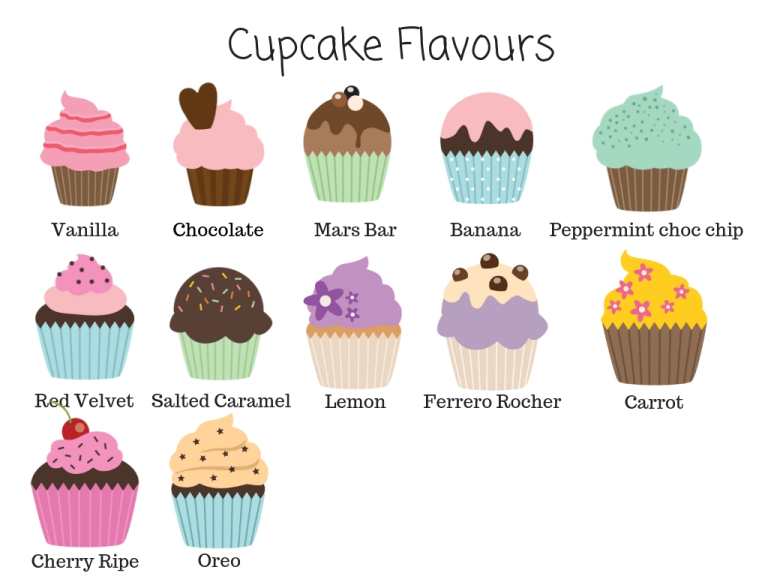 Cupcake Flavours
Vanilla Chocolate Mars Bar Banana Peppermint choc chip
Red Velvet Salted Caramel Lemon Ferrero Rocher Carrot
Cherry Ripe Oreo